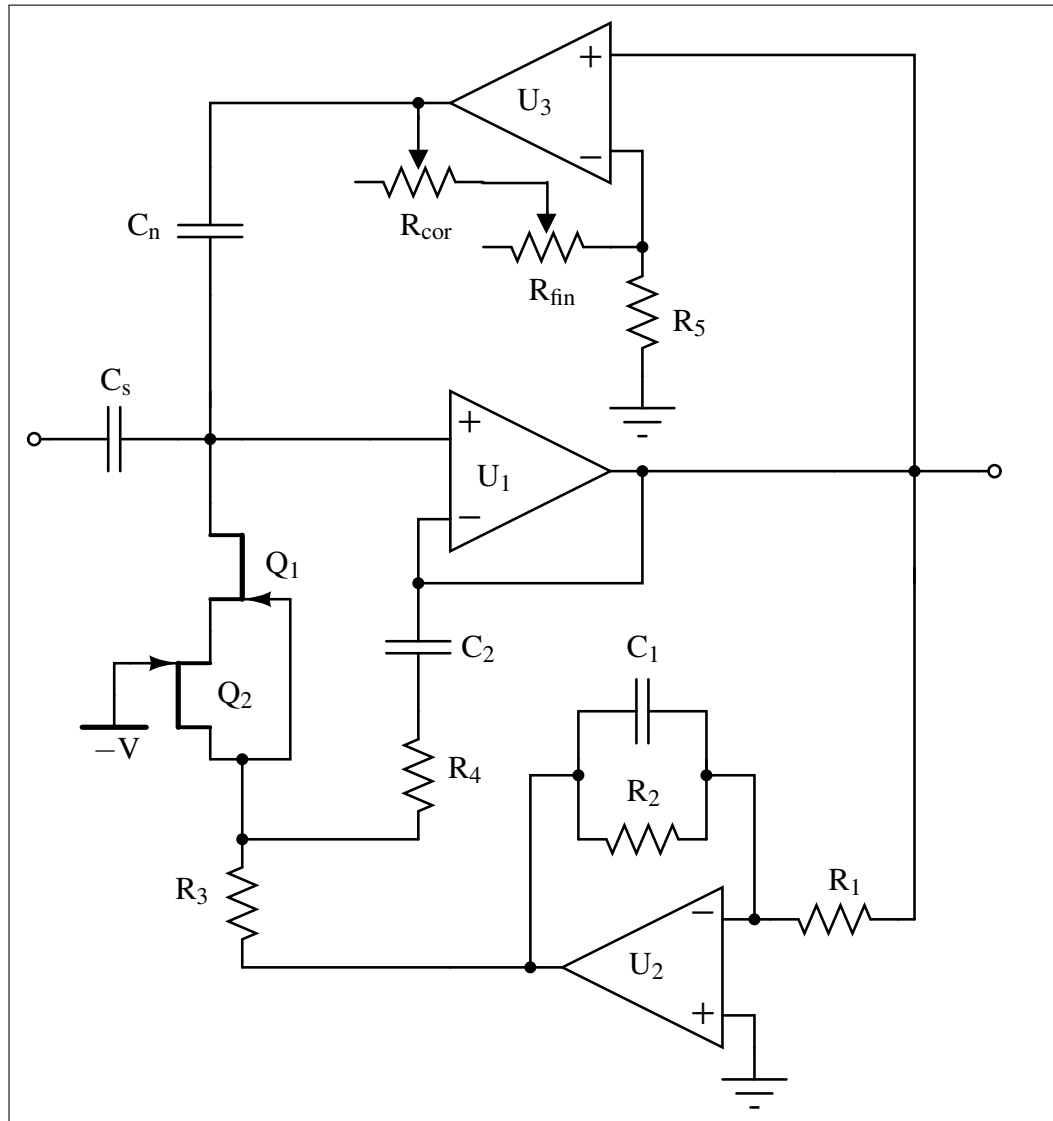 +
U3
−
Cn
Rcor
Rfin
R5
Cs
+
U1
−
Q1
C2
C1
Q2
−V
R4
R2
R3
R1
−
U2
+